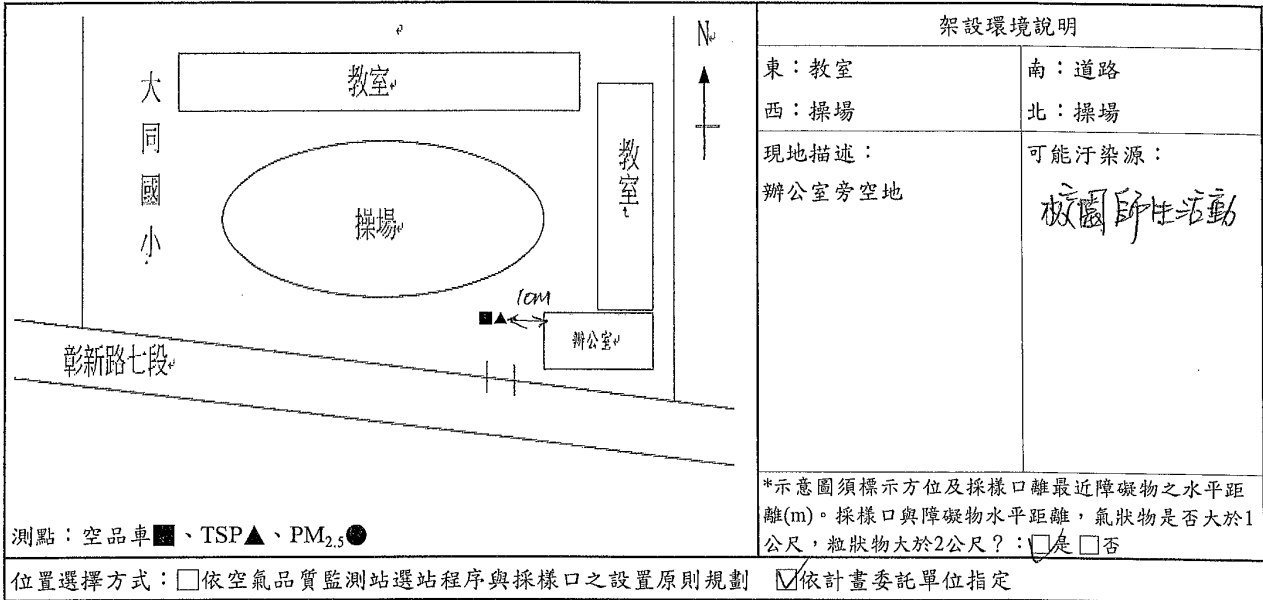 教室
N
大同國小
教室
操場
10m
辦公室
彰新路七段
測點：空品車■、TSP▲、PM2.5●
架設環境說明
東：教室
南：道路
西：操場
北：操場
現地描述：
辦公室旁空地
可能汙染源：
校園師生活動
*示意圖須標示方位及採樣口離最近障礙物之水平距
離(m)。採樣口與障礙物水平距離，氣狀物是否大於1
公尺，粒狀物大於2公尺？：☑是 □否
位置選擇方式：□依空氣品質監測站選站程序與採樣口之設置原則規劃 ☑依計畫委託單位指定